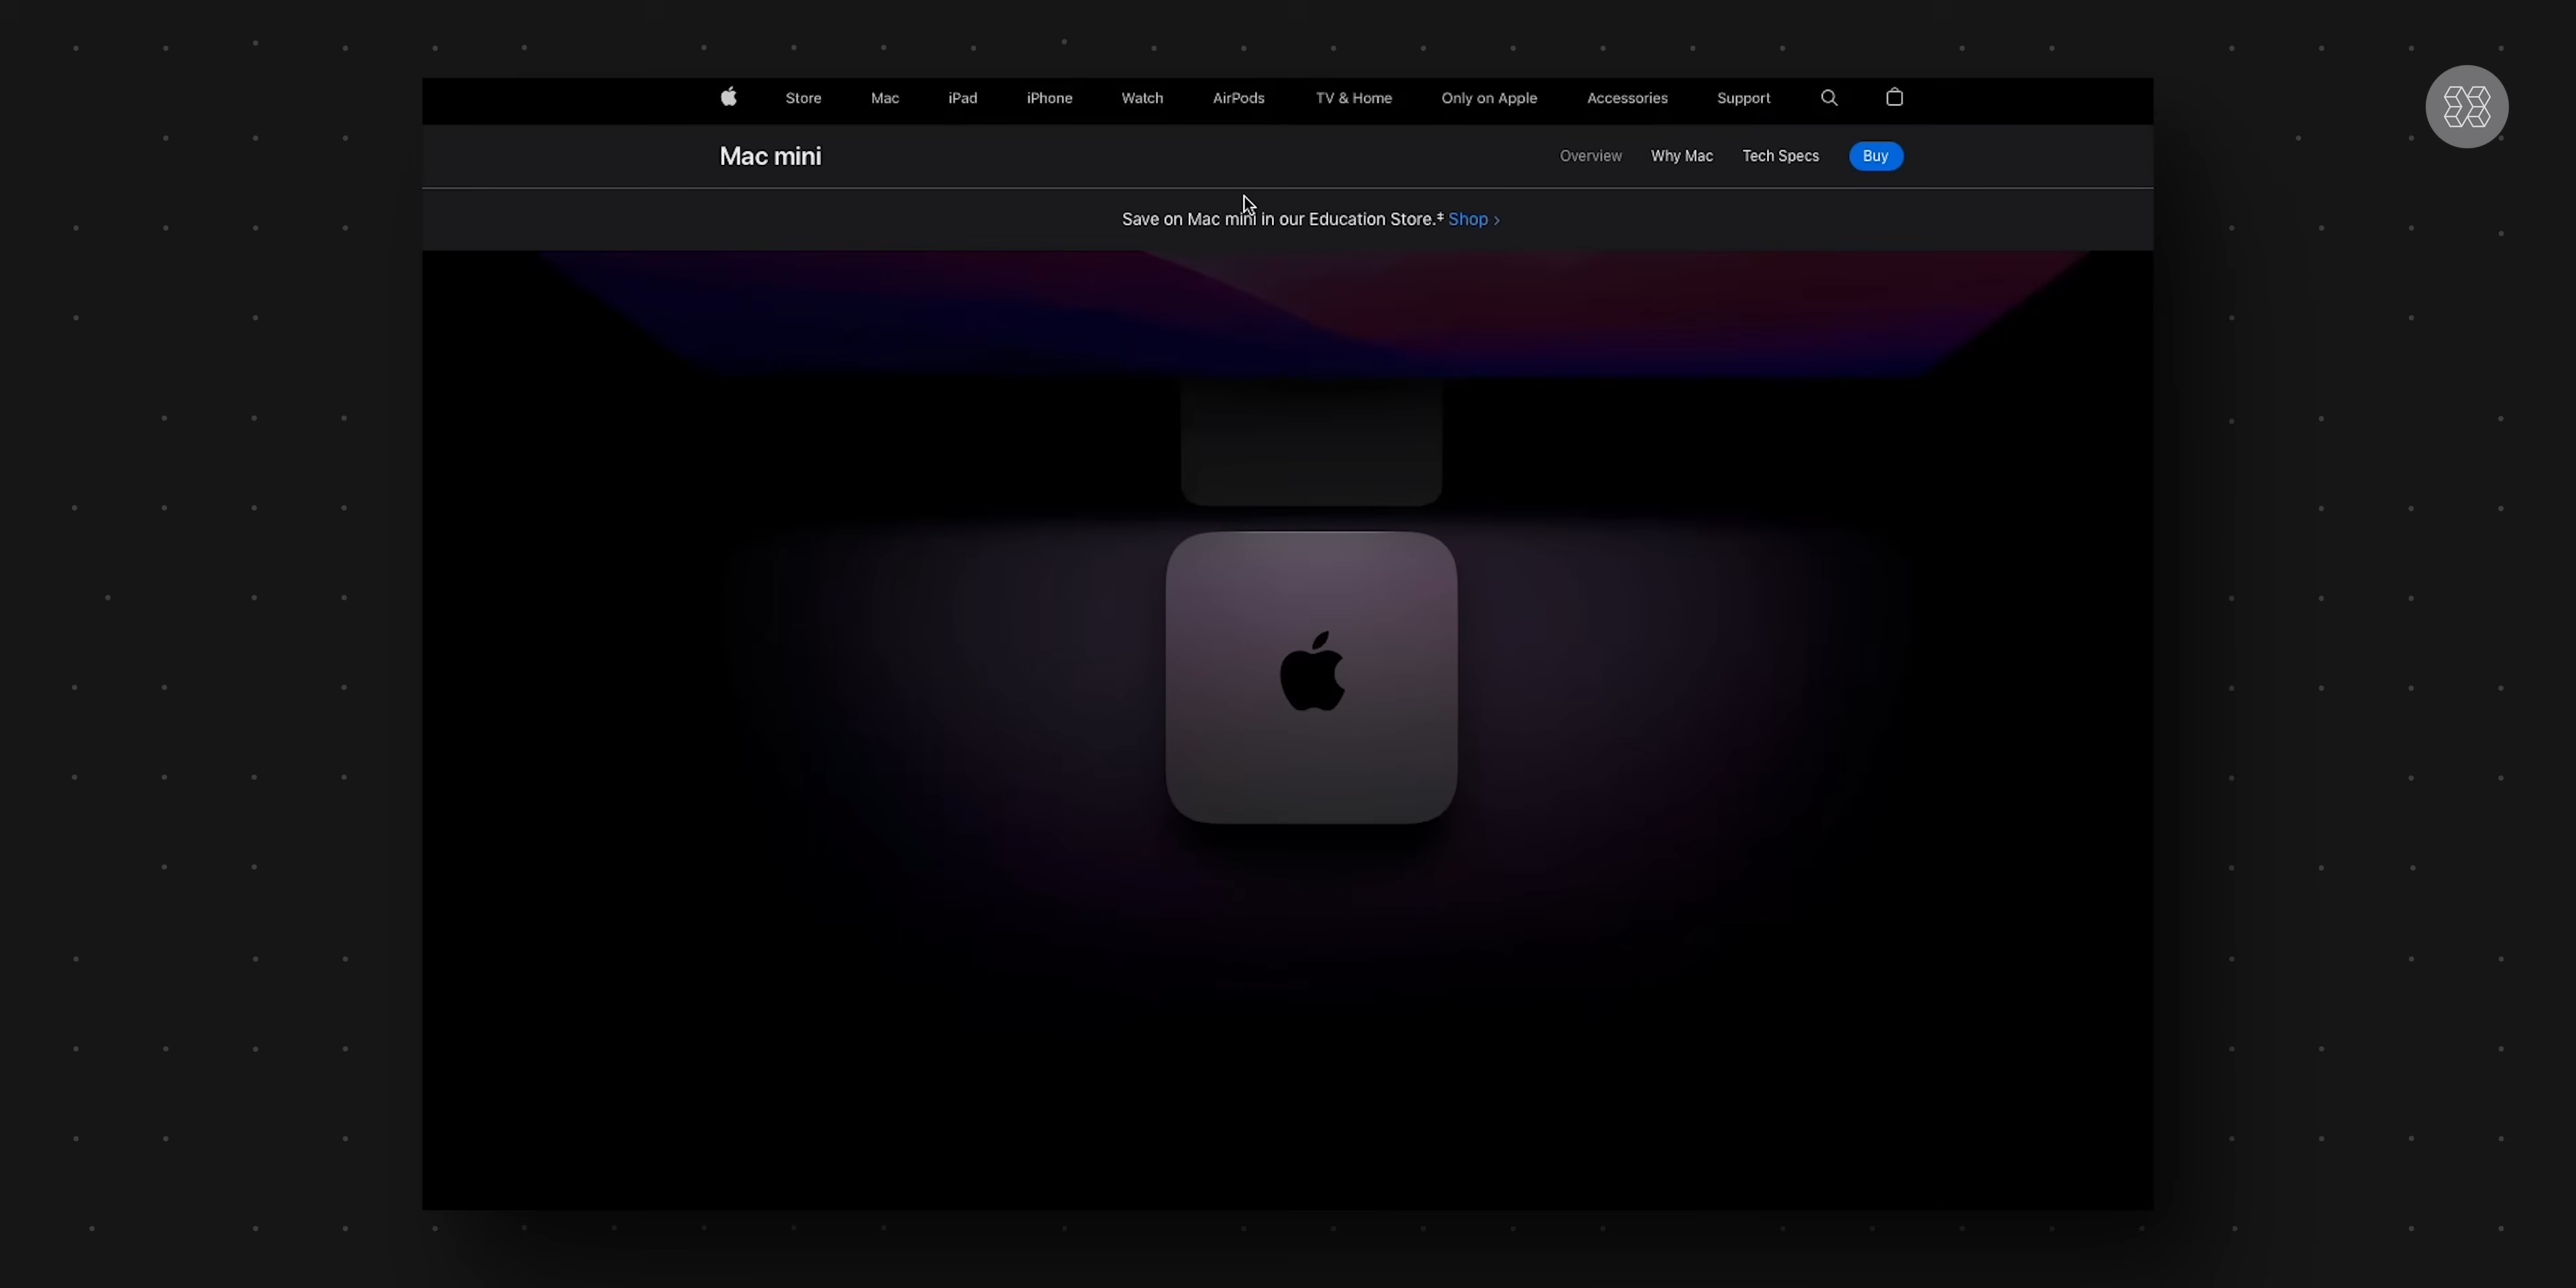 Store Mac iPad iPhone Watch AirPods TV & Home Only on Apple Accessories Support
Mac mini Overview Why Mac Tech Specs Buy
Save on Mac mini in our Education Store.‡ Shop ›